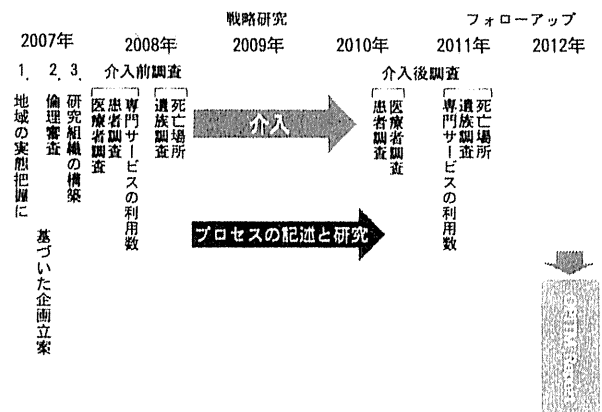 戦略研究
フォローアップ
2007年
2008年
2009年
2010年
2011年
2012年
1.
地域の実態把握に
基づいた企画立案
2.
倫理審査
3.
研究組織の構築
介入前調査
医療者調査
患者調査
専門サービスの利用数
遺族調査
死亡場所
介入
プロセスの記述と研究
介入後調査
患者調査
医療者調査
専門サービスの利用数
遺族調査
死亡場所